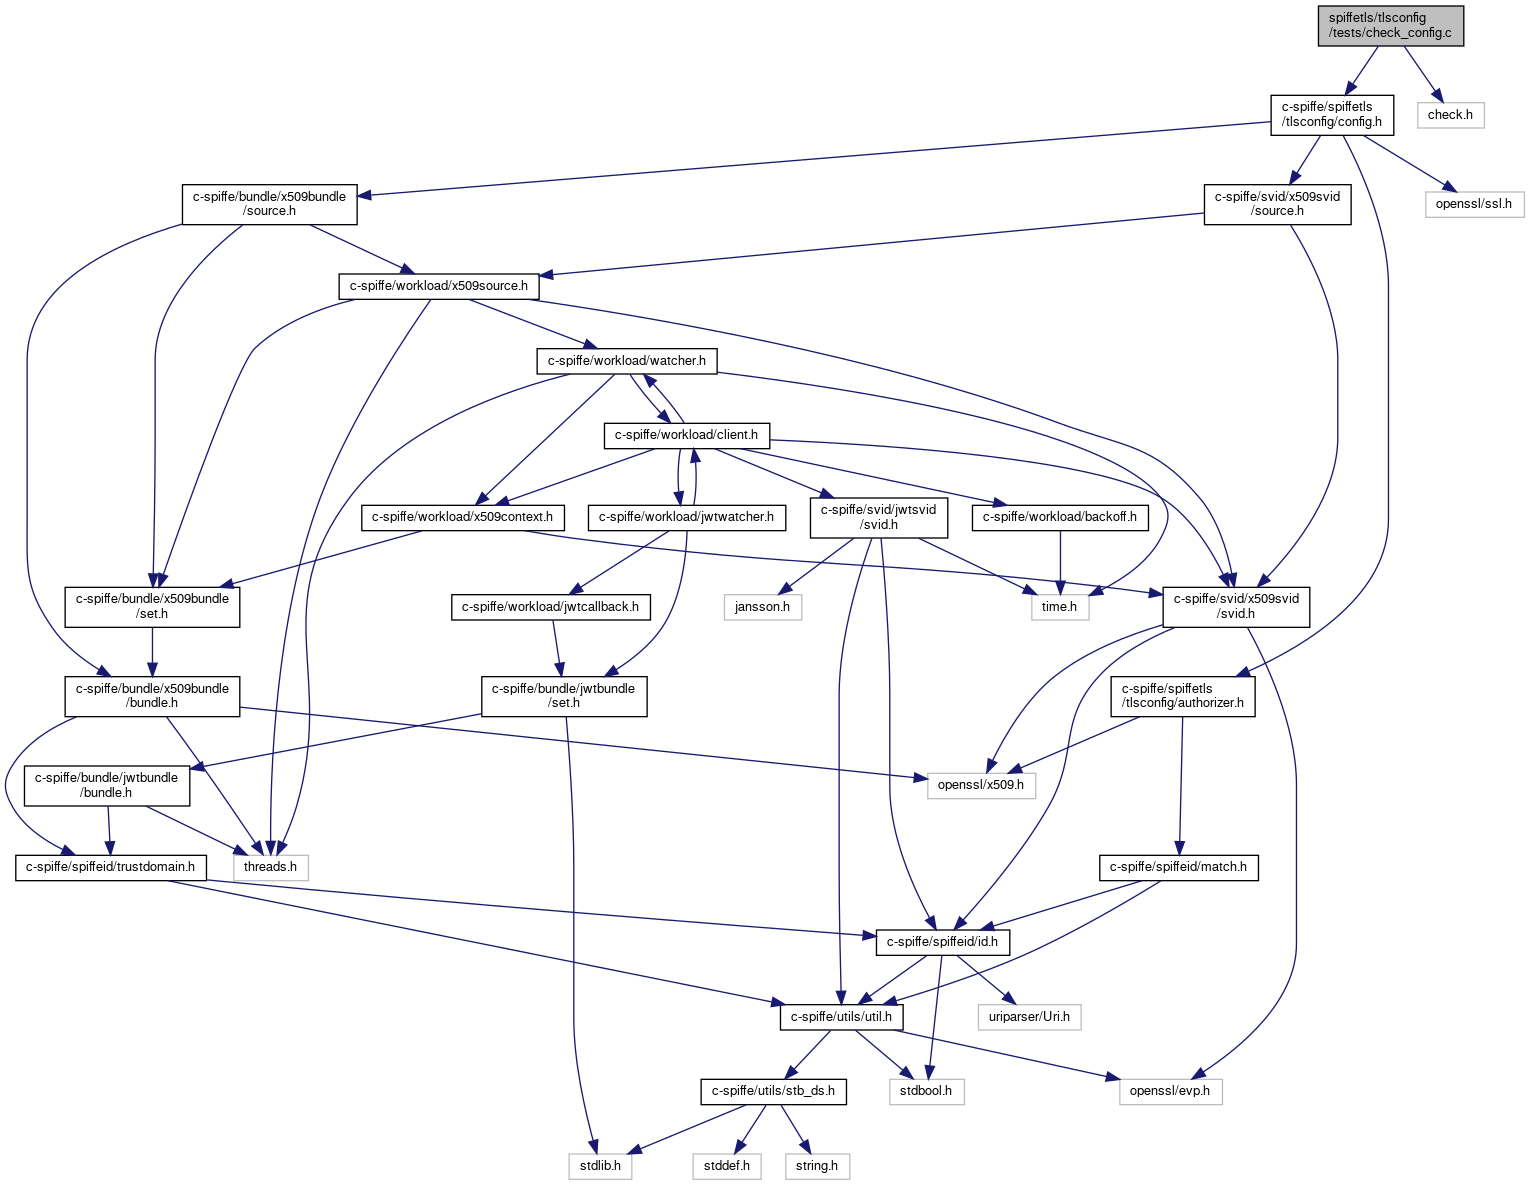 spiffetls/tlsconfig
/tests/check_config.c
c-spiffe/spiffetls
/tlsconfig/config.h
check.h
c-spiffe/bundle/x509bundle
/source.h
c-spiffe/svid/x509svid
/source.h
openssl/ssl.h
c-spiffe/workload/x509source.h
c-spiffe/workload/watcher.h
c-spiffe/workload/client.h
c-spiffe/workload/x509context.h
c-spiffe/workload/jwtwatcher.h
c-spiffe/svid/jwtsvid
/svid.h
c-spiffe/workload/backoff.h
c-spiffe/bundle/x509bundle
/set.h
c-spiffe/workload/jwtcallback.h
jansson.h
time.h
c-spiffe/svid/x509svid
/svid.h
c-spiffe/bundle/x509bundle
/bundle.h
c-spiffe/bundle/jwtbundle
/set.h
c-spiffe/spiffetls
/tlsconfig/authorizer.h
c-spiffe/bundle/jwtbundle
/bundle.h
openssl/x509.h
c-spiffe/spiffeid/trustdomain.h
threads.h
c-spiffe/spiffeid/match.h
c-spiffe/spiffeid/id.h
c-spiffe/utils/util.h
uriparser/Uri.h
c-spiffe/utils/stb_ds.h
stdbool.h
openssl/evp.h
stdlib.h
stddef.h
string.h